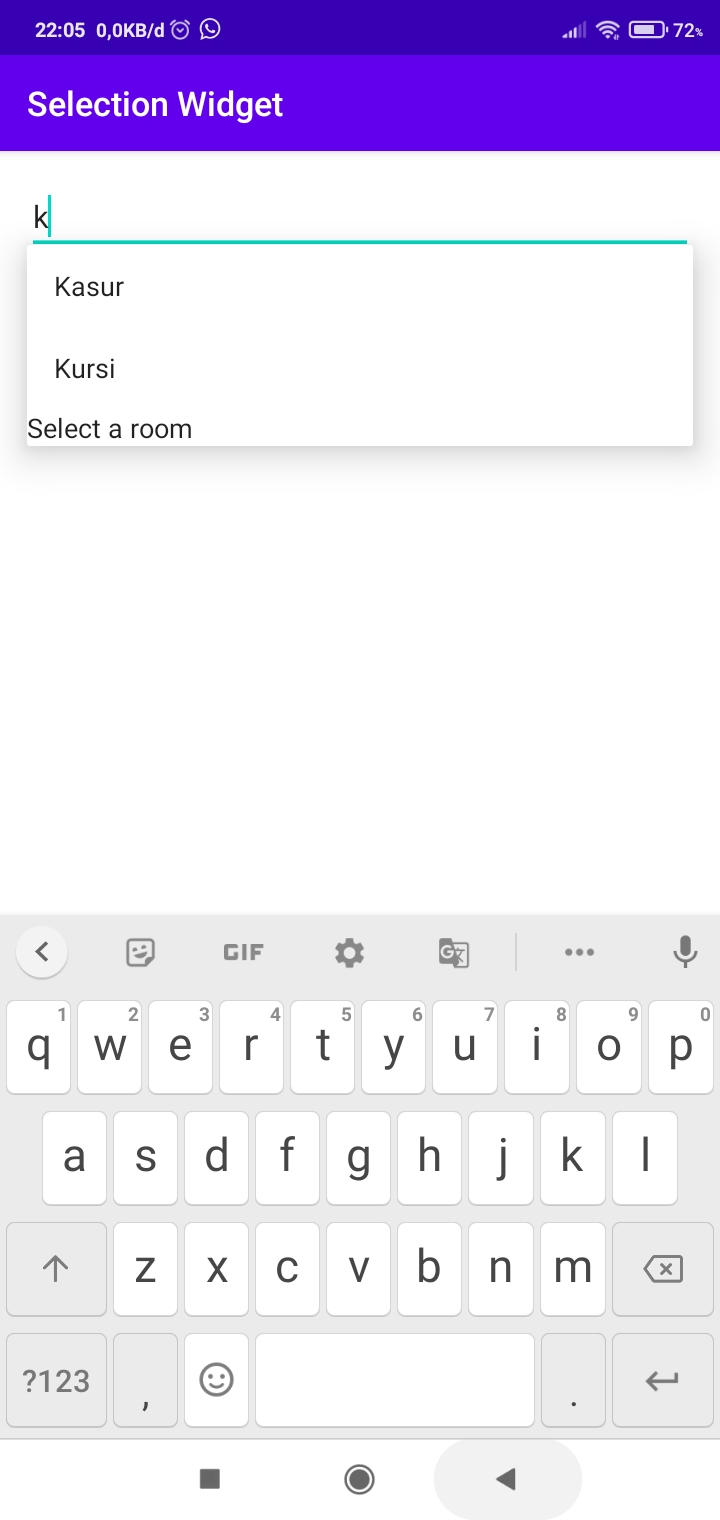 22:05 0,0KB/d 72%
Selection Widget
k
Kasur
Kursi
Select a room
GIF
1 2 3 4 5 6 7 8 9 0
q w e r t y u i o p
a s d f g h j k l
z x c v b n m
?123 , .